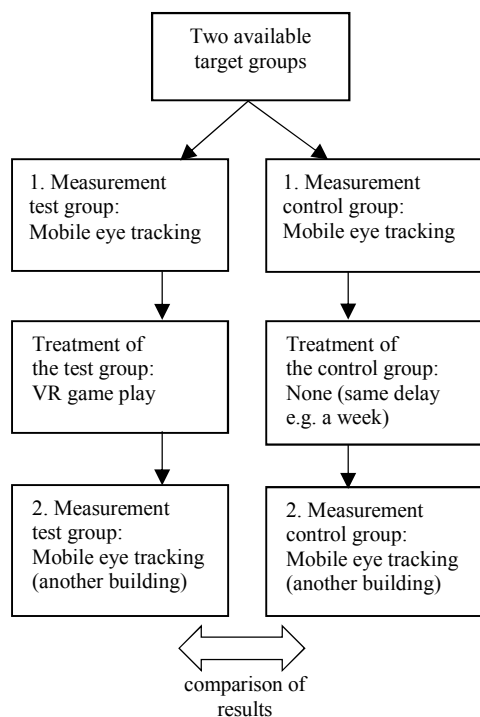 Two available
target groups
1. Measurement
test group:
Mobile eye tracking
1. Measurement
control group:
Mobile eye tracking
Treatment of
the test group:
VR game play
Treatment of
the control group:
None (same delay
e.g. a week)
2. Measurement
test group:
Mobile eye tracking
(another building)
2. Measurement
control group:
Mobile eye tracking
(another building)
comparison of
results